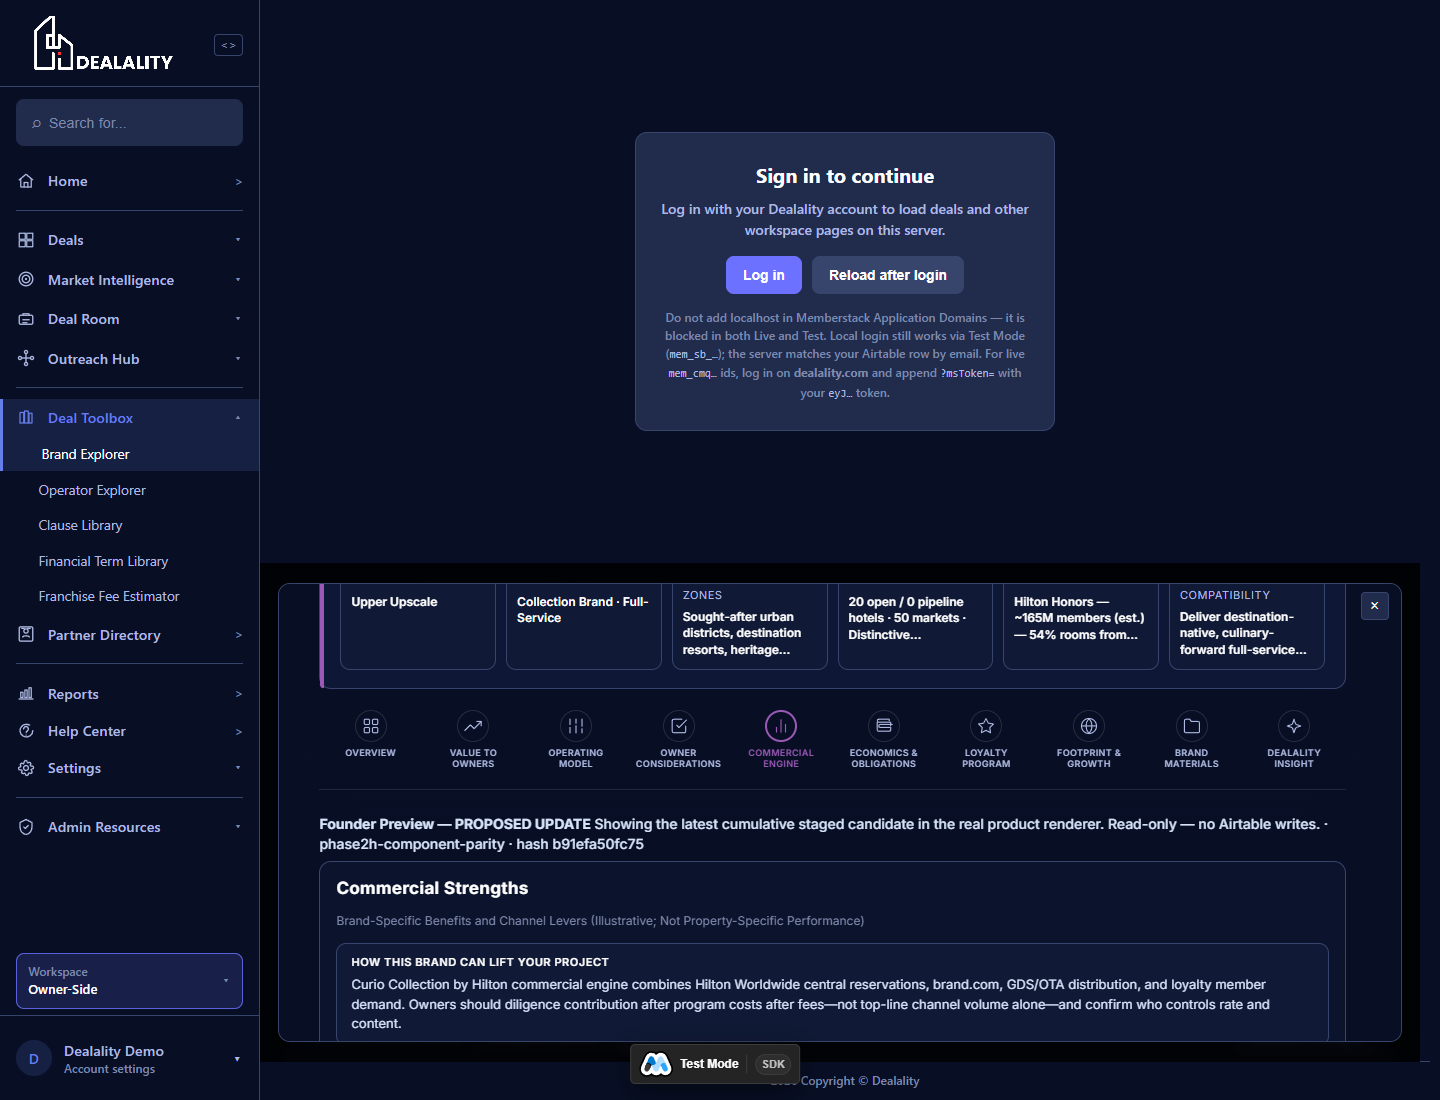 DEALALITY
< >
Search for...
Home
Deals
Market Intelligence
Deal Room
Outreach Hub
Deal Toolbox
Brand Explorer
Operator Explorer
Clause Library
Financial Term Library
Franchise Fee Estimator
Partner Directory
Reports
Help Center
Settings
Admin Resources
Workspace
Owner-Side
D
Dealality Demo
Account settings
Sign in to continue
Log in with your Dealality account to load deals and other
workspace pages on this server.
Log in
Reload after login
Do not add localhost in Memberstack Application Domains — it is
blocked in both Live and Test. Local login still works via Test Mode
(mem_sb_…); the server matches your Airtable row by email. For live
mem_cmq… ids, log in on dealality.com and append ?msToken= with
your eyJ… token.
×
Upper Upscale
Collection Brand · Full-
Service
ZONES
Sought-after urban
districts, destination
resorts, heritage...
20 open / 0 pipeline
hotels · 50 markets ·
Distinctive...
Hilton Honors —
~165M members (est.)
— 54% rooms from...
COMPATIBILITY
Deliver destination-
native, culinary-
forward full-service...
OVERVIEW
VALUE TO
OWNERS
OPERATING
MODEL
OWNER
CONSIDERATIONS
COMMERCIAL
ENGINE
ECONOMICS &
OBLIGATIONS
LOYALTY
PROGRAM
FOOTPRINT &
GROWTH
BRAND
MATERIALS
DEALALITY
INSIGHT
Founder Preview — PROPOSED UPDATE Showing the latest cumulative staged candidate in the real product renderer. Read-only — no Airtable writes. ·
phase2h-component-parity · hash b91efa50fc75
Commercial Strengths
Brand-Specific Benefits and Channel Levers (Illustrative; Not Property-Specific Performance)
HOW THIS BRAND CAN LIFT YOUR PROJECT
Curio Collection by Hilton commercial engine combines Hilton Worldwide central reservations, brand.com, GDS/OTA distribution, and loyalty member
demand. Owners should diligence contribution after program costs after fees—not top-line channel volume alone—and confirm who controls rate and
content.
Test Mode
SDK
Copyright © Dealality